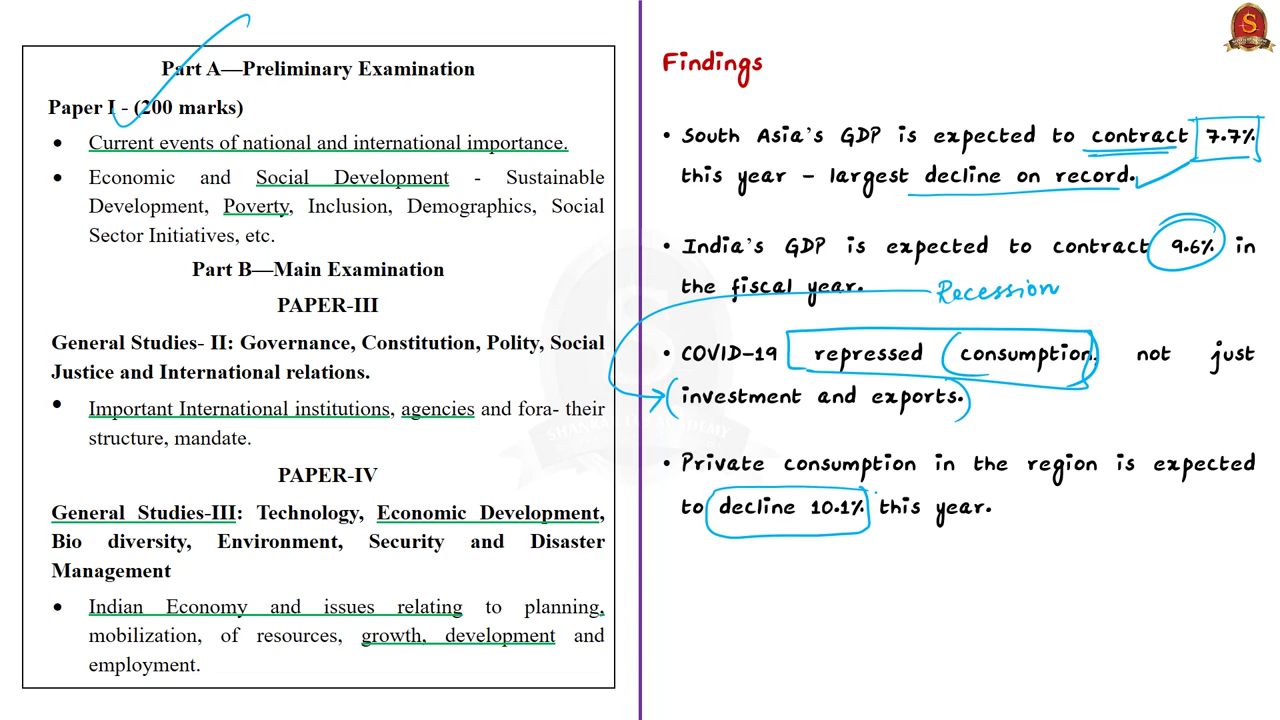 Part A—Preliminary Examination
Paper I - (200 marks)
• Current events of national and international importance.
• Economic and Social Development - Sustainable
Development, Poverty, Inclusion, Demographics, Social
Sector Initiatives, etc.
Part B—Main Examination
PAPER-III
General Studies- II: Governance, Constitution, Polity, Social
Justice and International relations.
• Important International institutions, agencies and fora- their
structure, mandate.
PAPER-IV
General Studies-III: Technology, Economic Development,
Bio diversity, Environment, Security and Disaster
Management
• Indian Economy and issues relating to planning,
mobilization, of resources, growth, development and
employment.
Findings
• South Asia's GDP is expected to contract 7.7%
this year – largest decline on record.
• India's GDP is expected to contract 9.6% in
the fiscal year.
Recession
• COVID-19 repressed consumption. not just
investment and exports.
• Private consumption in the region is expected
to decline 10.1% this year.